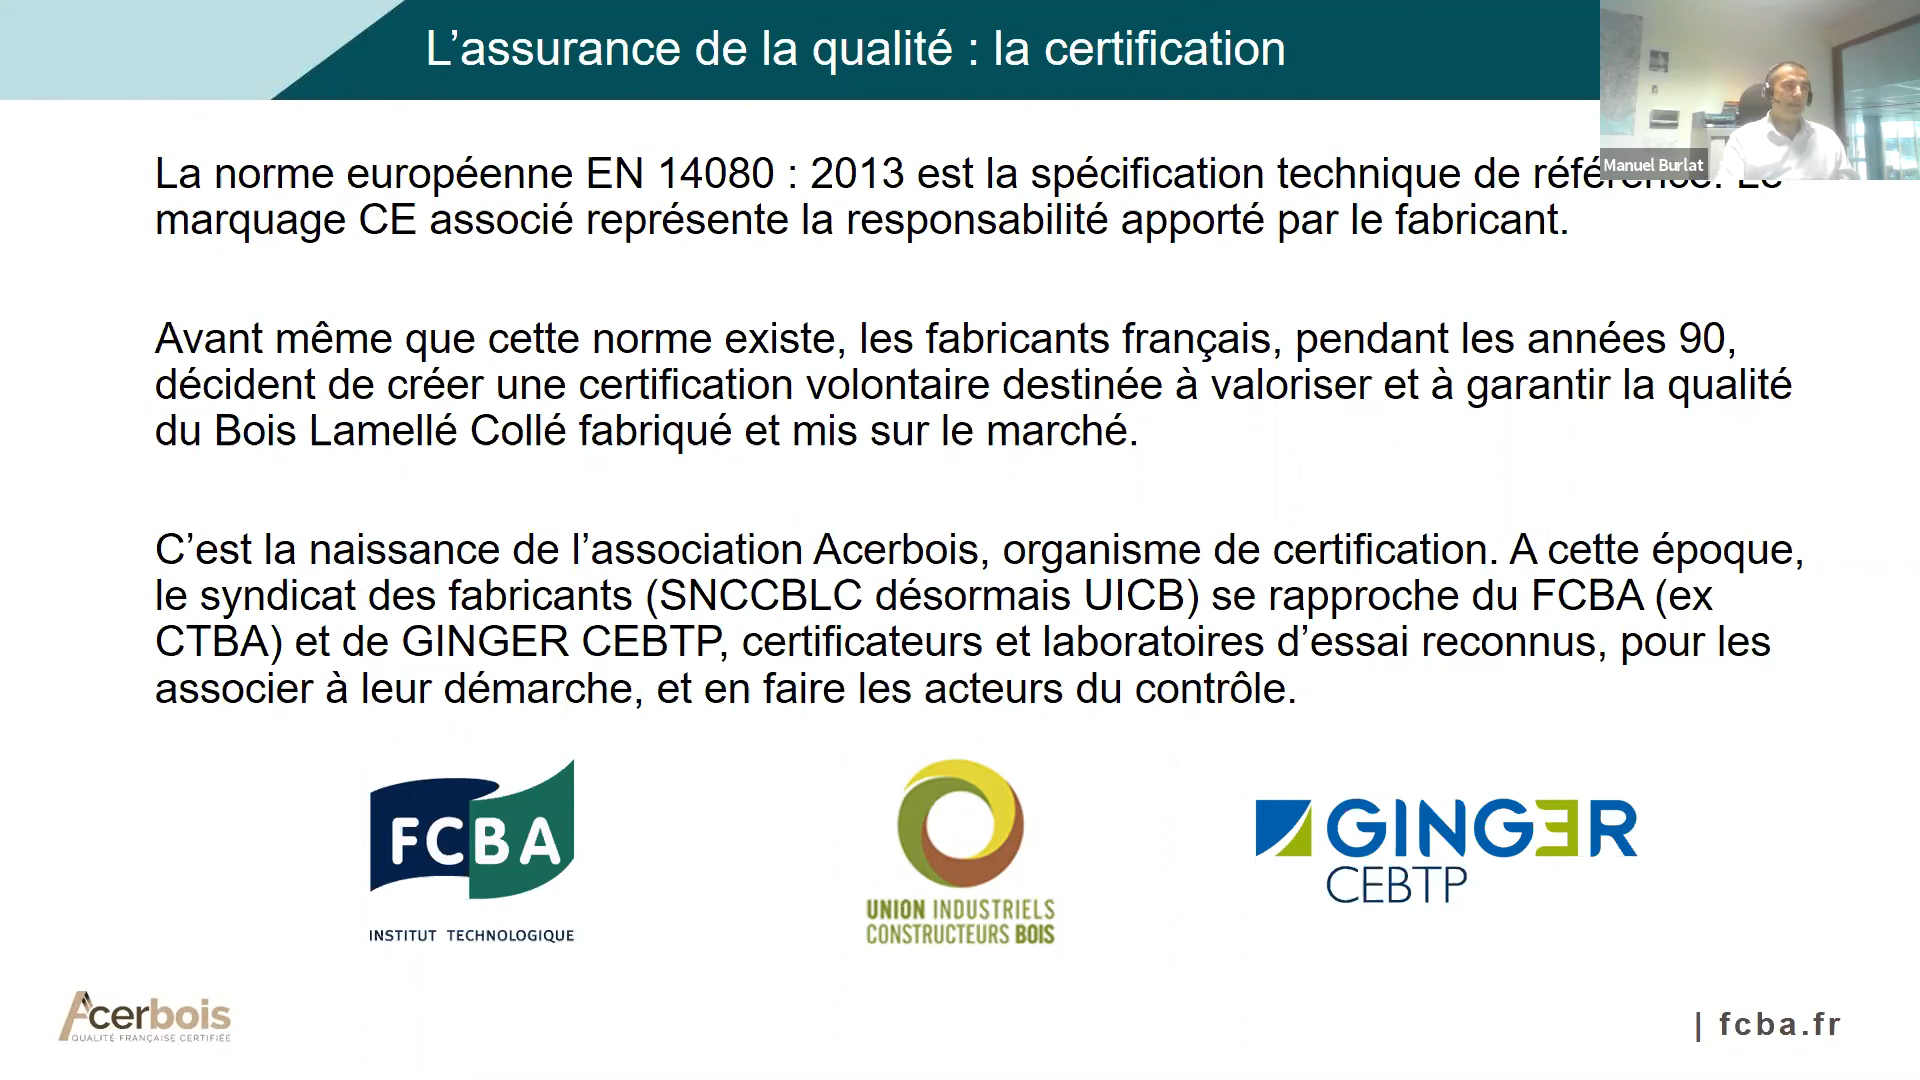 L’assurance de la qualité : la certification
Manuel Burlat
La norme européenne EN 14080 : 2013 est la spécification technique de référence. Le
marquage CE associé représente la responsabilité apporté par le fabricant.
Avant même que cette norme existe, les fabricants français, pendant les années 90,
décident de créer une certification volontaire destinée à valoriser et à garantir la qualité
du Bois Lamellé Collé fabriqué et mis sur le marché.
C’est la naissance de l’association Acerbois, organisme de certification. A cette époque,
le syndicat des fabricants (SNCCBLC désormais UICB) se rapproche du FCBA (ex
CTBA) et de GINGER CEBTP, certificateurs et laboratoires d’essai reconnus, pour les
associer à leur démarche, et en faire les acteurs du contrôle.
FCBA
INSTITUT TECHNOLOGIQUE
UNION INDUSTRIELS
CONSTRUCTEURS BOIS
GINGER
CEBTP
Acerbois
QUALITÉ FRANÇAISE CERTIFIÉE
| fcba.fr